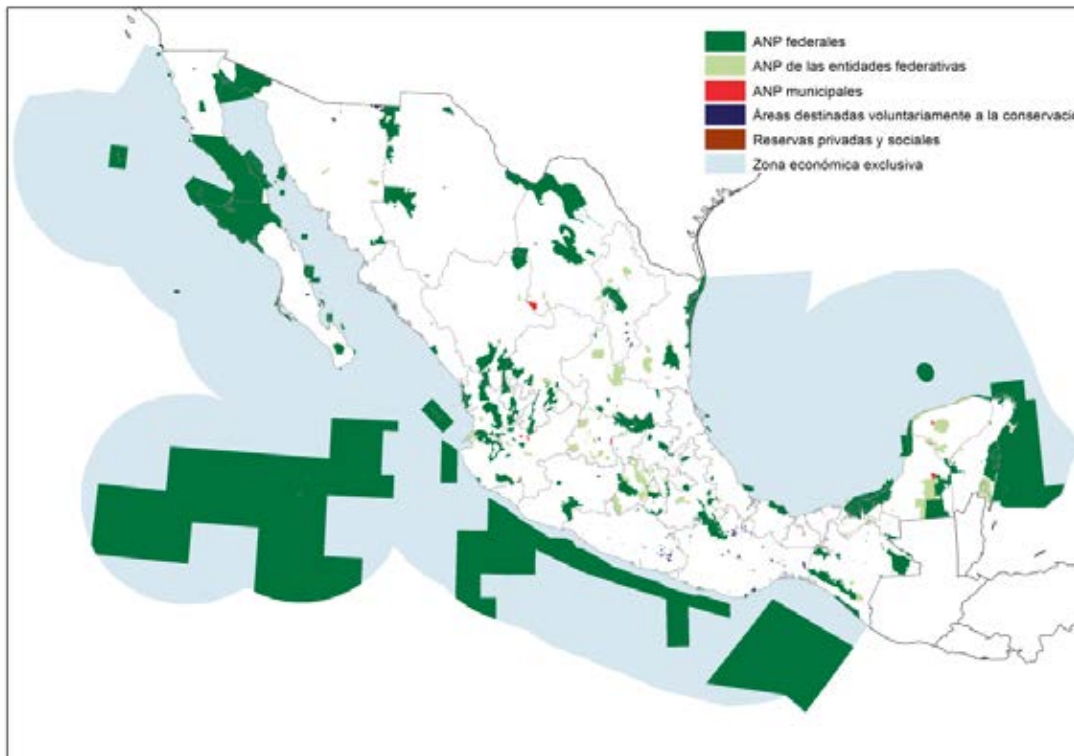 ANP federales
ANP de las entidades federativas
ANP municipales
Áreas destinadas voluntariamente a la conservació
Reservas privadas y sociales
Zona económica exclusiva